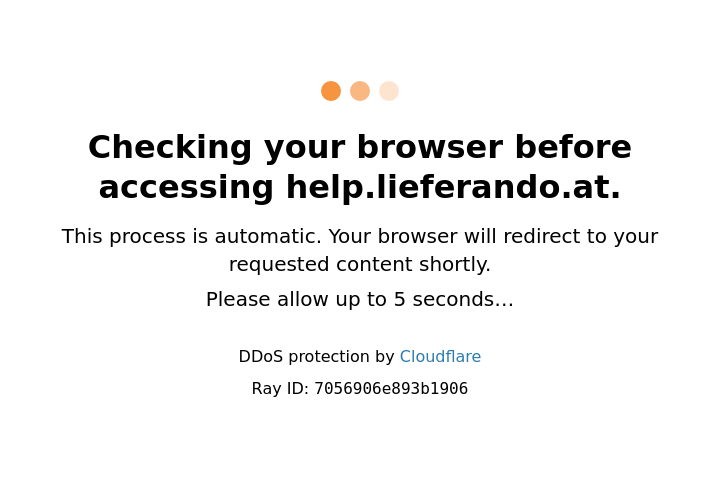 Checking your browser before
accessing help.lieferando.at.
This process is automatic. Your browser will redirect to your
requested content shortly.
Please allow up to 5 seconds…
DDoS protection by Cloudflare
Ray ID: 7056906e893b1906